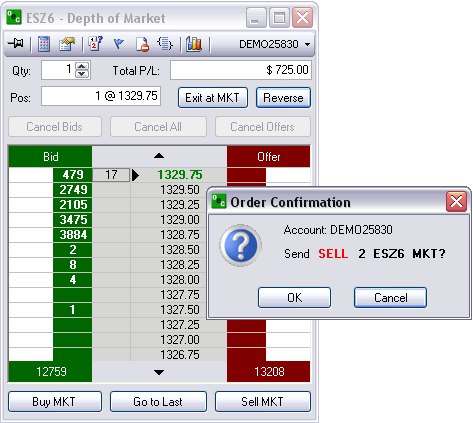 ESZ6 - Depth of Market
DEMO25830
Qty: 1 Total P/L: $ 725.00
Pos: 1 @ 1329.75 Exit at MKT Reverse
Cancel Bids Cancel All Cancel Offers
Bid Offer
479 17 1329.75
2749 1329.50
2105 1329.25
3475 1329.00
3884 1328.75
2 1328.50
8 1328.25
4 1328.00
1327.75
1 1327.50
1327.25
1327.00
1326.75
12759 13208
Buy MKT Go to Last Sell MKT
Order Confirmation
Account: DEMO25830
Send SELL 2 ESZ6 MKT?
OK Cancel